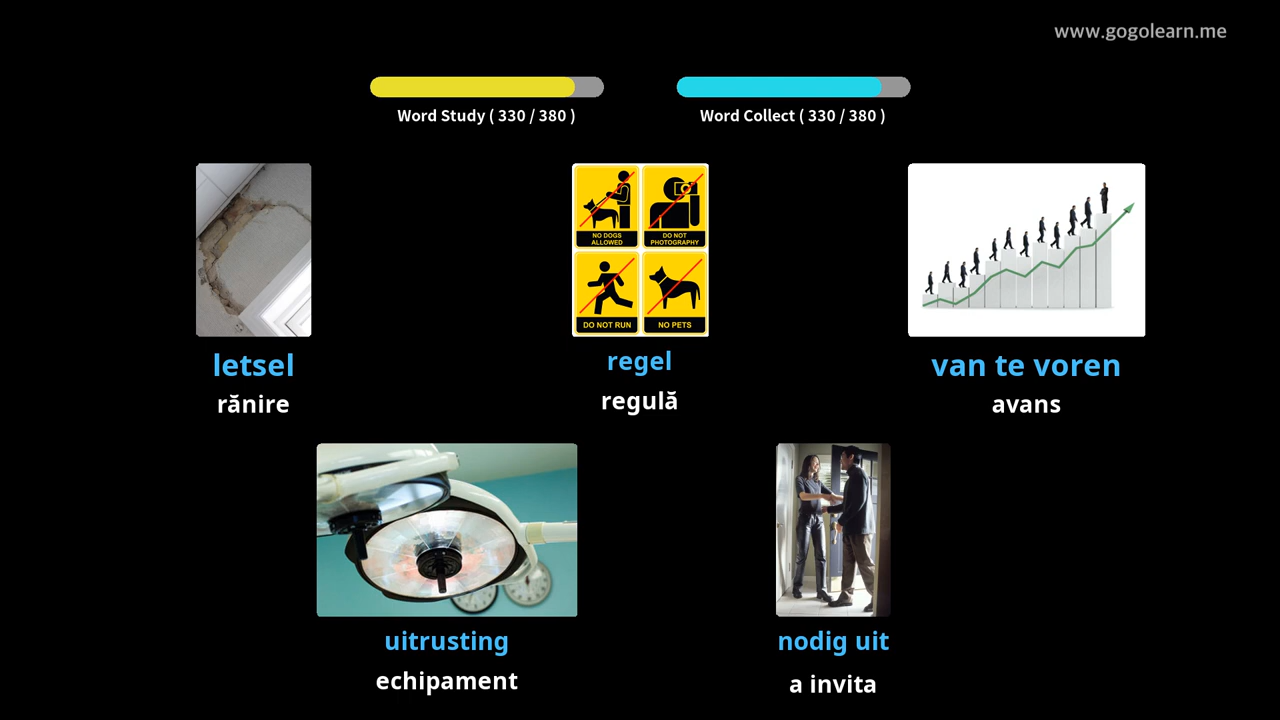 www.gogolearn.me
Word Study ( 330 / 380 )
Word Collect ( 330 / 380 )
NO DOGS
ALLOWED
DO NOT
PHOTOGRAPHY
DO NOT RUN
NO PETS
letsel
rănire
regel
regulă
van te voren
avans
uitrusting
echipament
nodig uit
a invita